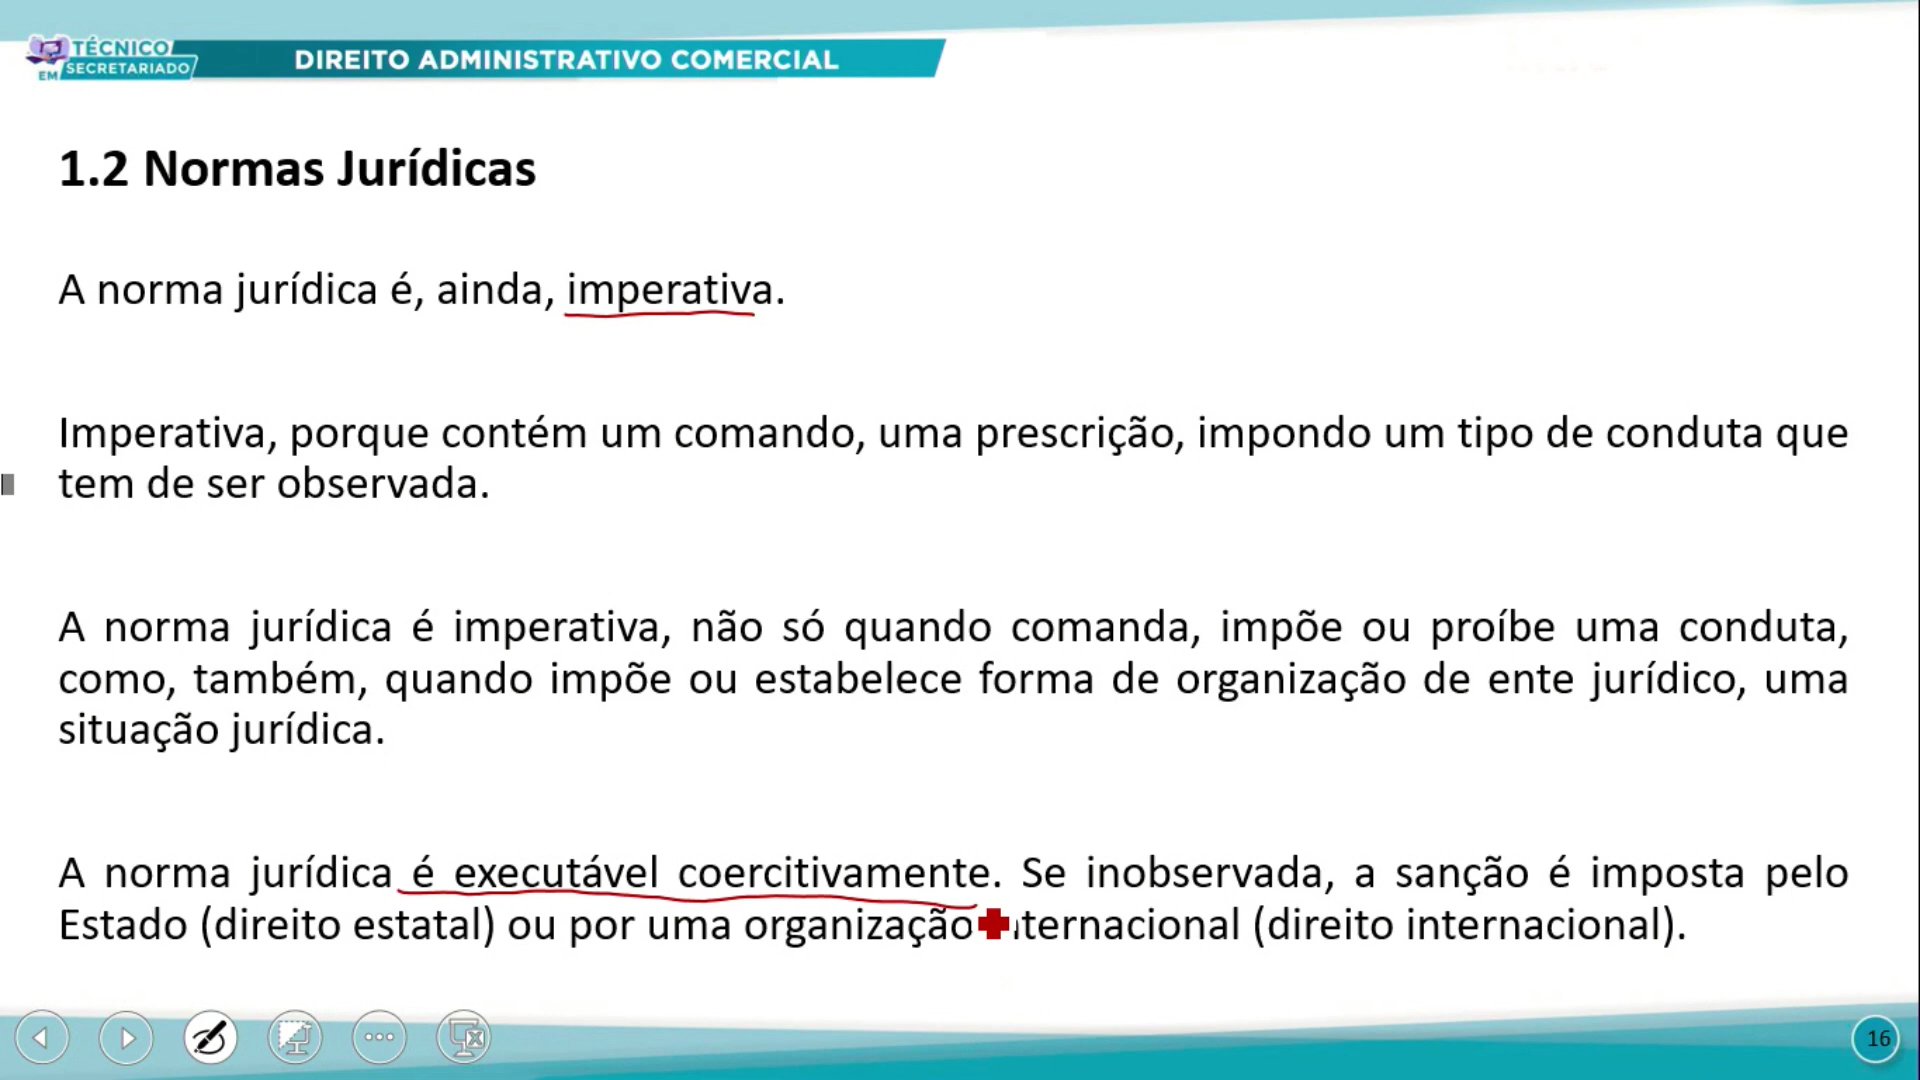 TÉCNICO
EM SECRETARIADO
DIREITO ADMINISTRATIVO COMERCIAL
1.2 Normas Jurídicas
A norma jurídica é, ainda, imperativa.
Imperativa, porque contém um comando, uma prescrição, impondo um tipo de conduta que
tem de ser observada.
A norma jurídica é imperativa, não só quando comanda, impõe ou proíbe uma conduta,
como, também, quando impõe ou estabelece forma de organização de ente jurídico, uma
situação jurídica.
A norma jurídica é executável coercitivamente. Se inobservada, a sanção é imposta pelo
Estado (direito estatal) ou por uma organização ternacional (direito internacional).
16